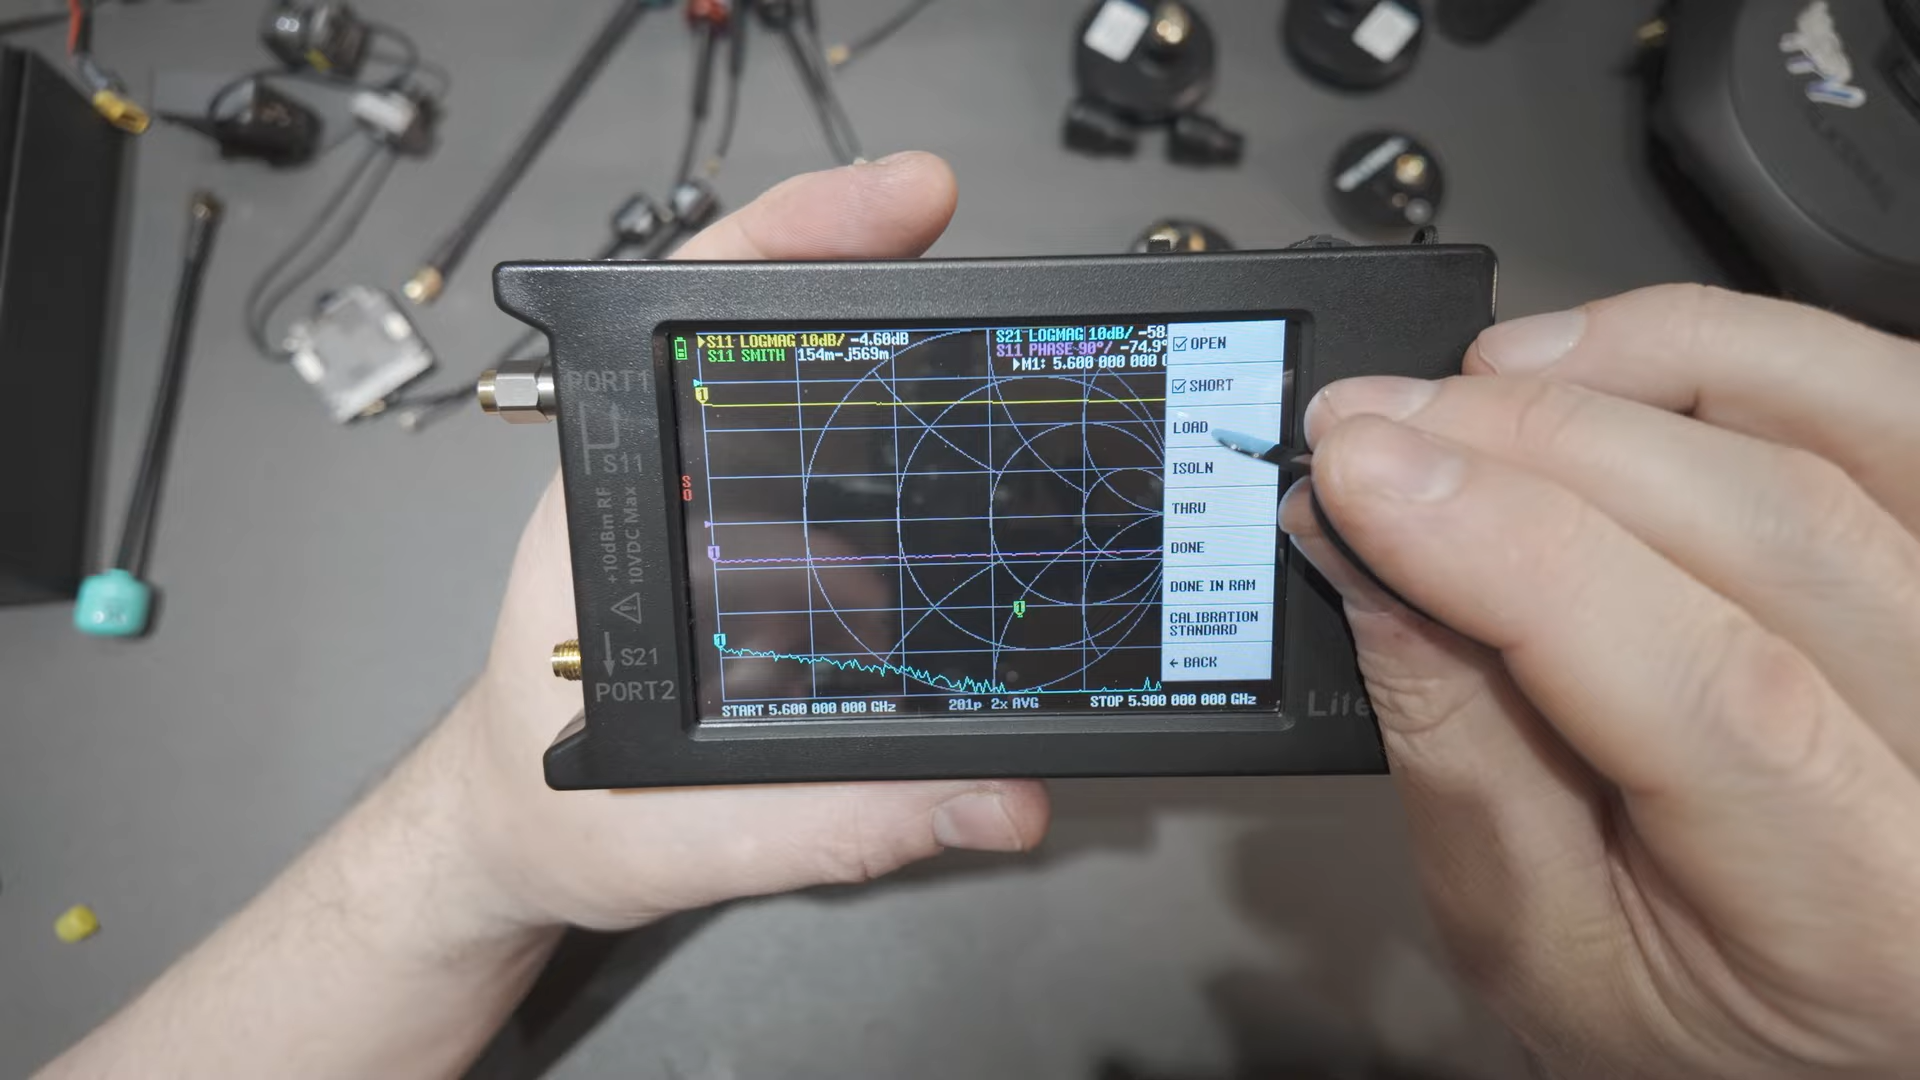 S11 LOGMAG 10dB/ -4.60dB
S11 SMITH 154m-j569m
S21 LOGMAG 10dB/ -58.
S11 PHASE 90°/ -74.9°
M1: 5.600 000 000 G
OPEN
SHORT
LOAD
ISOLN
THRU
DONE
DONE IN RAM
CALIBRATION
STANDARD
← BACK
START 5.600 000 000 GHz
201p 2x AVG
STOP 5.900 000 000 GHz
PORT1
S11
+10dBm RF
10VDC Max
S21
PORT2
Lite